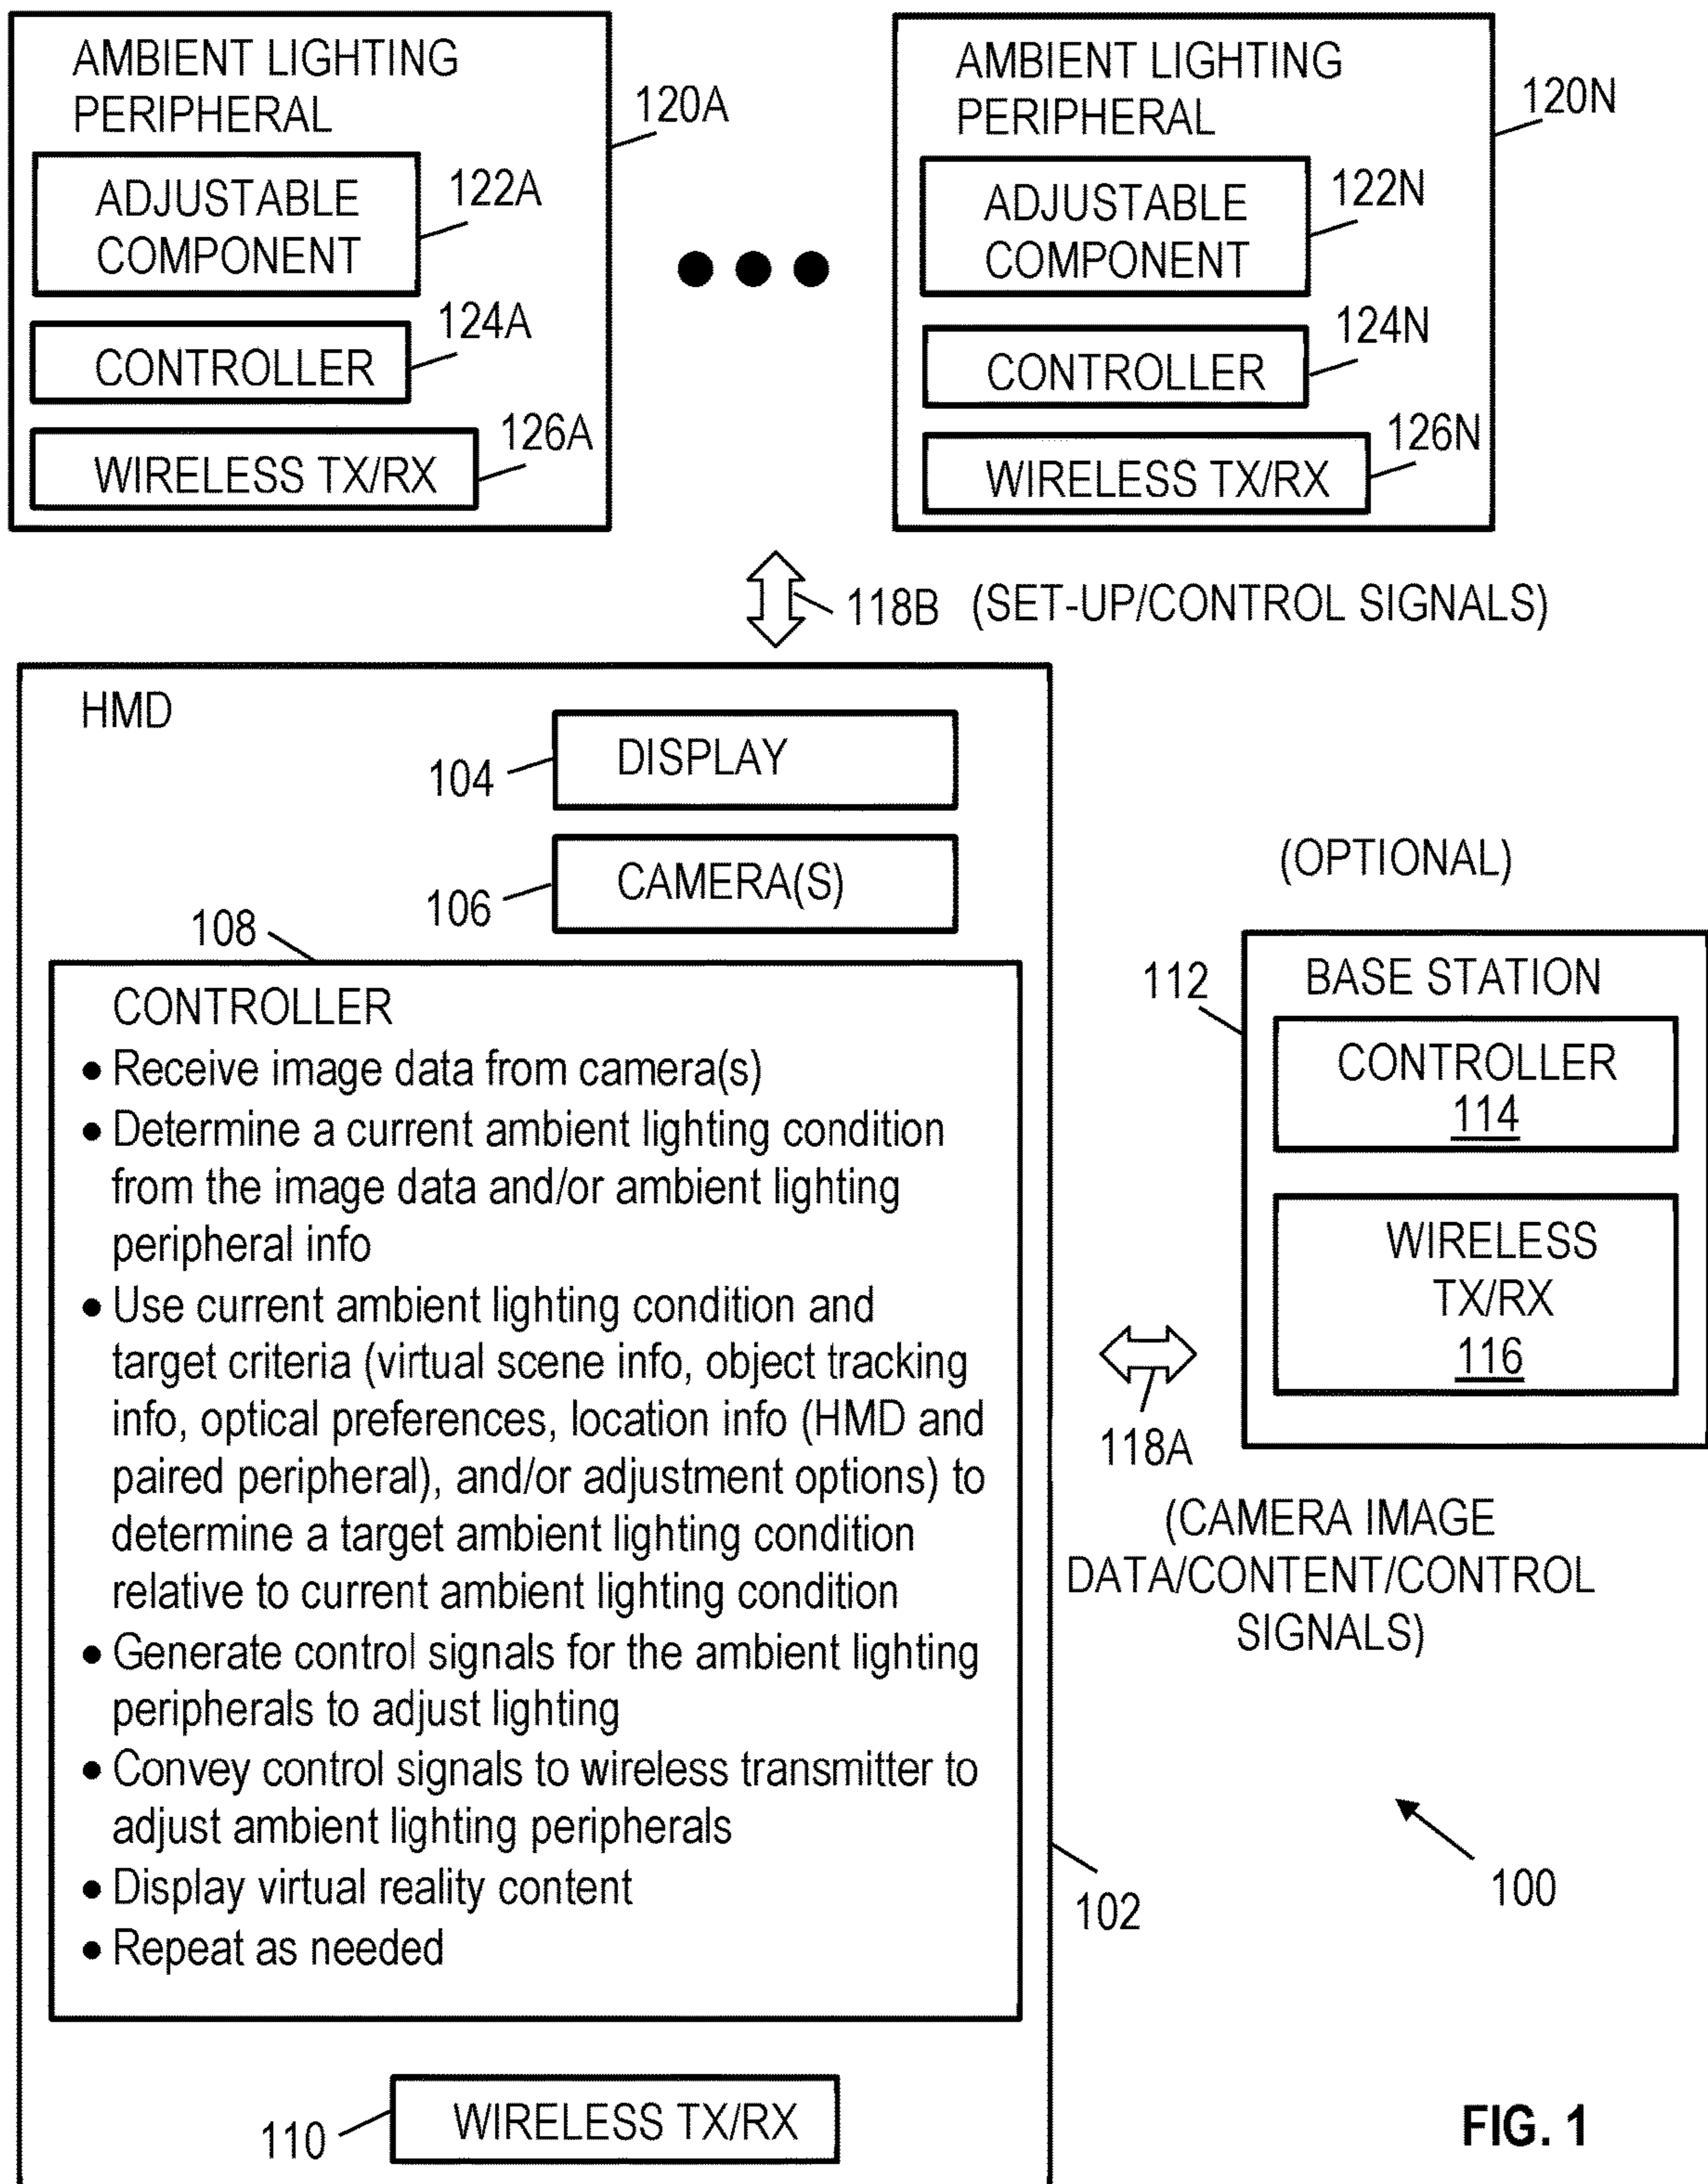 AMBIENT LIGHTING
PERIPHERAL
120A
ADJUSTABLE
COMPONENT
122A
124A
CONTROLLER
126A
WIRELESS TX/RX
AMBIENT LIGHTING
PERIPHERAL
120N
ADJUSTABLE
COMPONENT
122N
124N
CONTROLLER
126N
WIRELESS TX/RX
118B (SET-UP/CONTROL SIGNALS)
HMD
DISPLAY
104
CAMERA(S)
106
108
CONTROLLER
• Receive image data from camera(s)
• Determine a current ambient lighting condition
from the image data and/or ambient lighting
peripheral info
• Use current ambient lighting condition and
target criteria (virtual scene info, object tracking
info, optical preferences, location info (HMD and
paired peripheral), and/or adjustment options) to
determine a target ambient lighting condition
relative to current ambient lighting condition
• Generate control signals for the ambient lighting
peripherals to adjust lighting
• Convey control signals to wireless transmitter to
adjust ambient lighting peripherals
• Display virtual reality content
• Repeat as needed
102
110
WIRELESS TX/RX
(OPTIONAL)
112
BASE STATION
CONTROLLER
114
WIRELESS
TX/RX
116
118A
(CAMERA IMAGE
DATA/CONTENT/CONTROL
SIGNALS)
100
FIG. 1